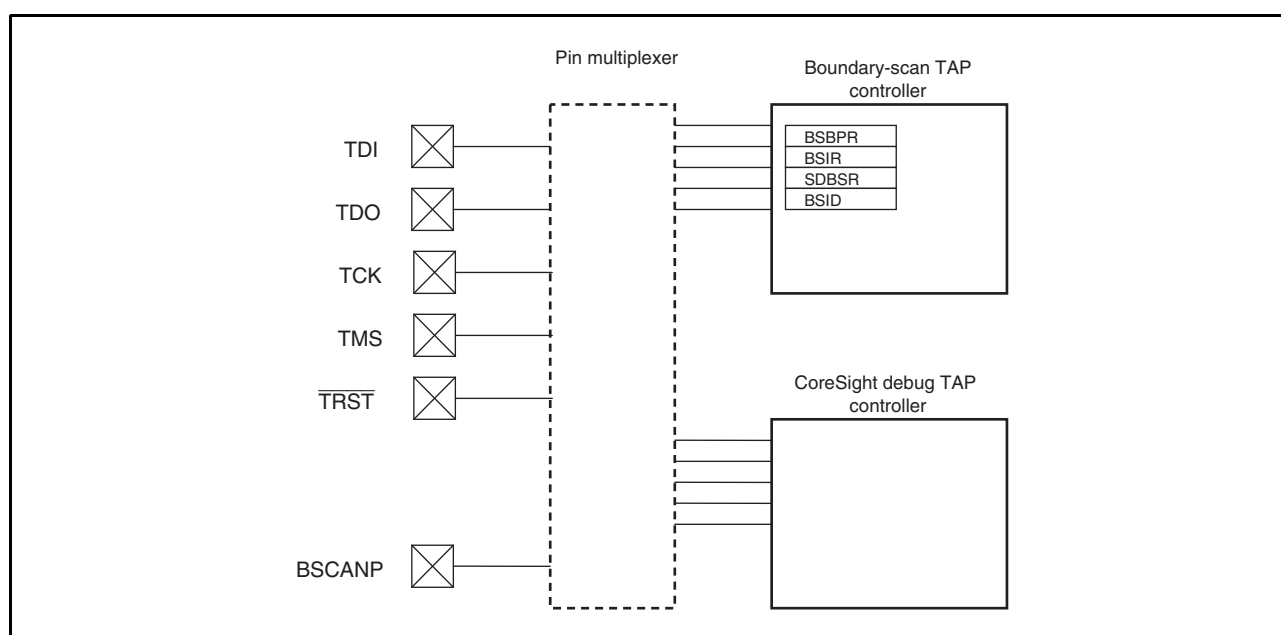 Pin multiplexer
Boundary-scan TAP
controller
TDI
TDO
TCK
TMS
TRST
BSCANP
BSBPR
BSIR
SDBSR
BSID
CoreSight debug TAP
controller